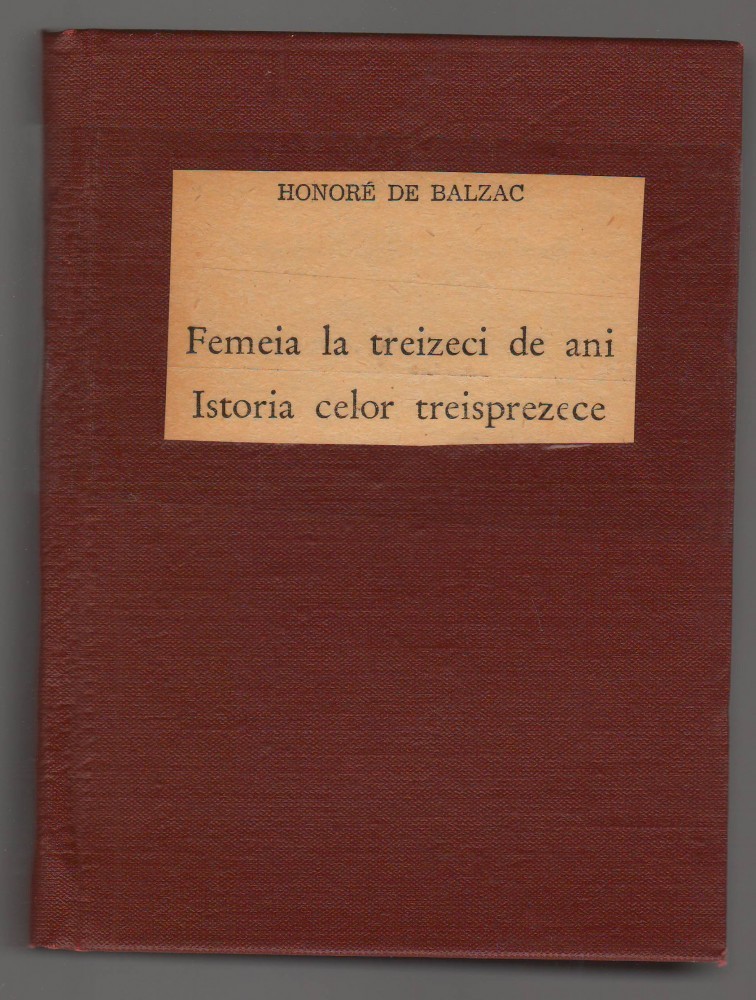 HONORÉ DE BALZAC
Femeia la treizeci de ani
Istoria celor treisprezece